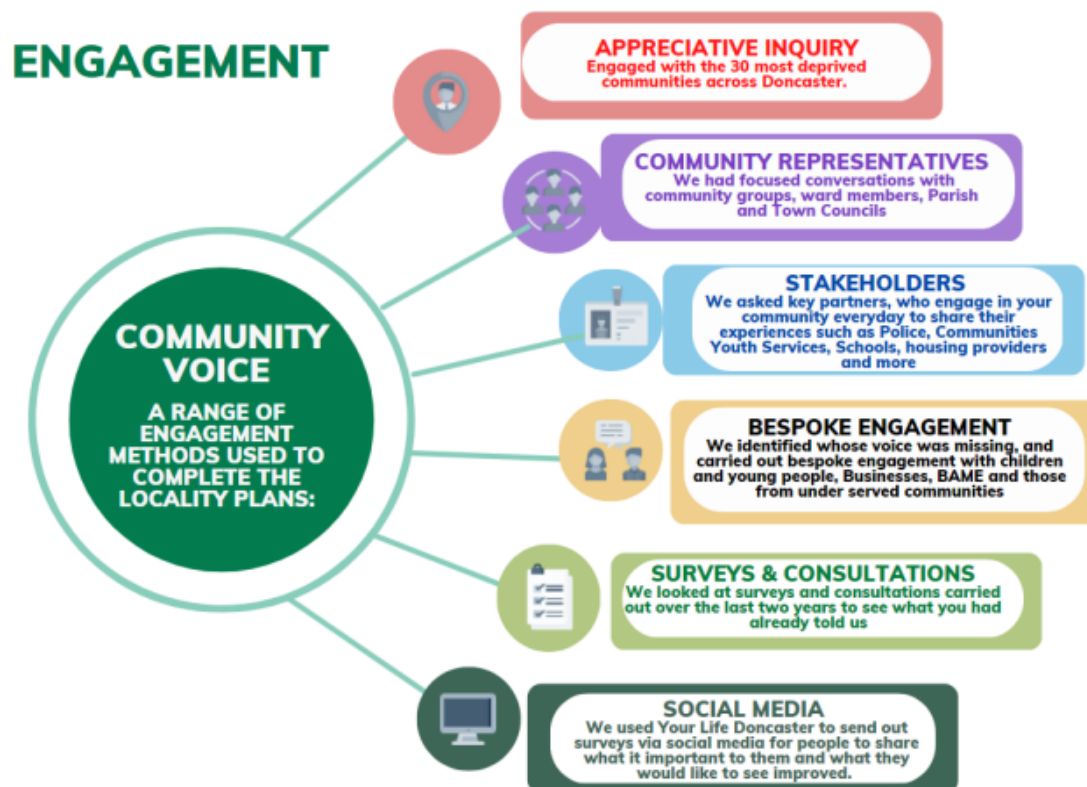 ENGAGEMENT
APPRECIATIVE INQUIRY
Engaged with the 30 most deprived
communities across Doncaster.
COMMUNITY REPRESENTATIVES
We had focused conversations with
community groups, ward members, Parish
and Town Councils
STAKEHOLDERS
We asked key partners, who engage in your
community everyday to share their
experiences such as Police, Communities
Youth Services, Schools, housing providers
and more
COMMUNITY
VOICE
A RANGE OF
ENGAGEMENT
METHODS USED TO
COMPLETE THE
LOCALITY PLANS:
BESPOKE ENGAGEMENT
We identified whose voice was missing, and
carried out bespoke engagement with children
and young people, Businesses, BAME and those
from under served communities
SURVEYS & CONSULTATIONS
We looked at surveys and consultations carried
out over the last two years to see what you had
already told us
SOCIAL MEDIA
We used Your Life Doncaster to send out
surveys via social media for people to share
what it important to them and what they
would like to see improved.